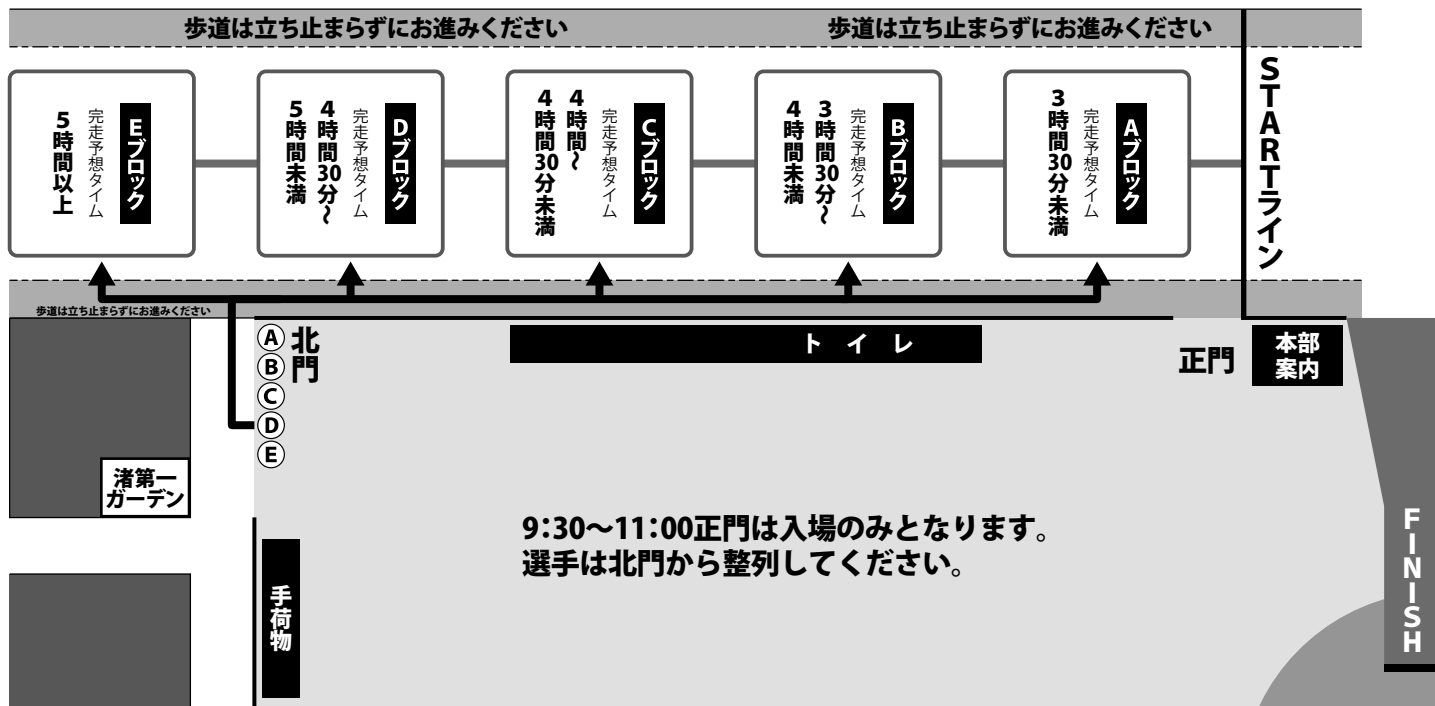 歩道は立ち止まらずにお進みください
歩道は立ち止まらずにお進みください
STARTライン
Aブロック
完走予想タイム
3時間30分未満
Bブロック
完走予想タイム
3時間30分〜
4時間未満
Cブロック
完走予想タイム
4時間〜
4時間30分未満
Dブロック
完走予想タイム
4時間30分〜
5時間未満
Eブロック
完走予想タイム
5時間以上
歩道は立ち止まらずにお進みください
A
B
C
D
E
北門
トイレ
正門
本部
案内
渚第一
ガーデン
9:30〜11:00正門は入場のみとなります。
選手は北門から整列してください。
手荷物
FINISH